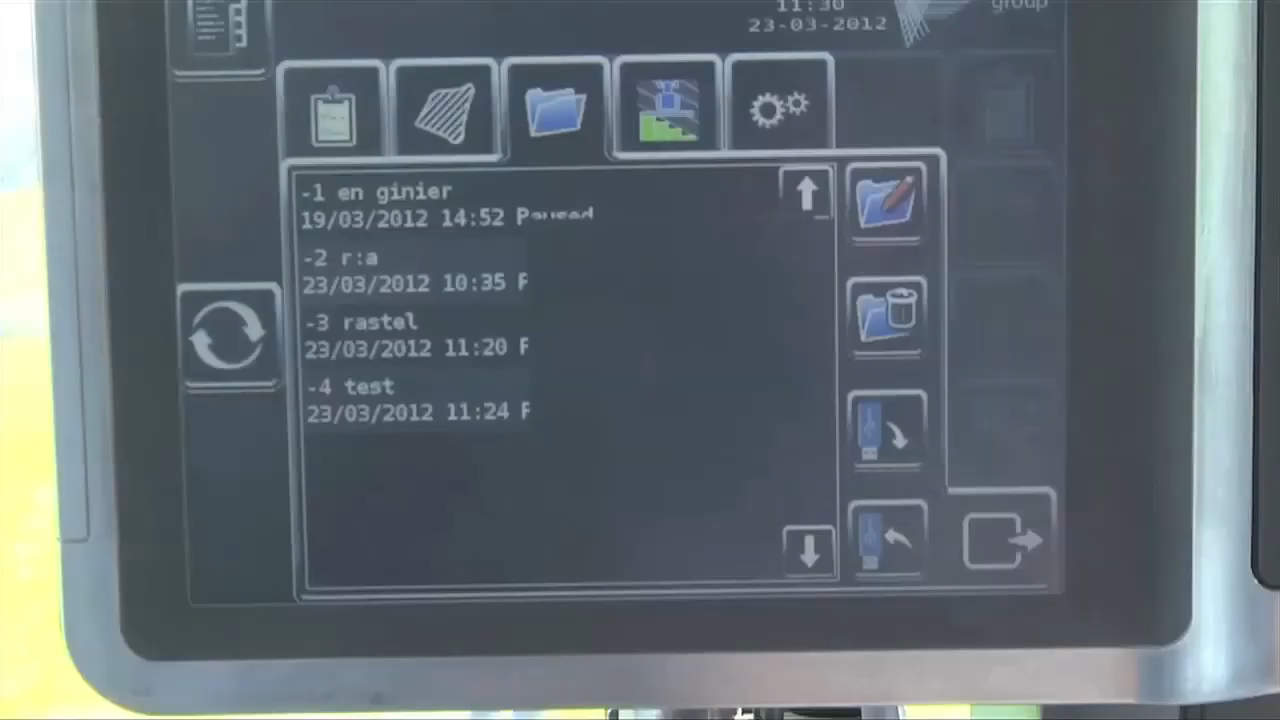 11:30
23-03-2012
group
-1 en ginier
19/03/2012 14:52 Paused
-2 r:a
23/03/2012 10:35 F
-3 rastel
23/03/2012 11:20 F
-4 test
23/03/2012 11:24 F